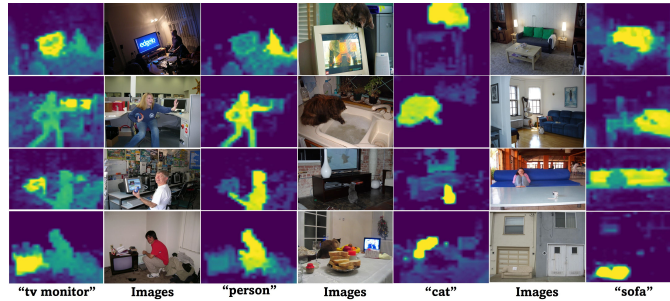 “tv monitor” Images “person” Images “cat” Images “sofa”